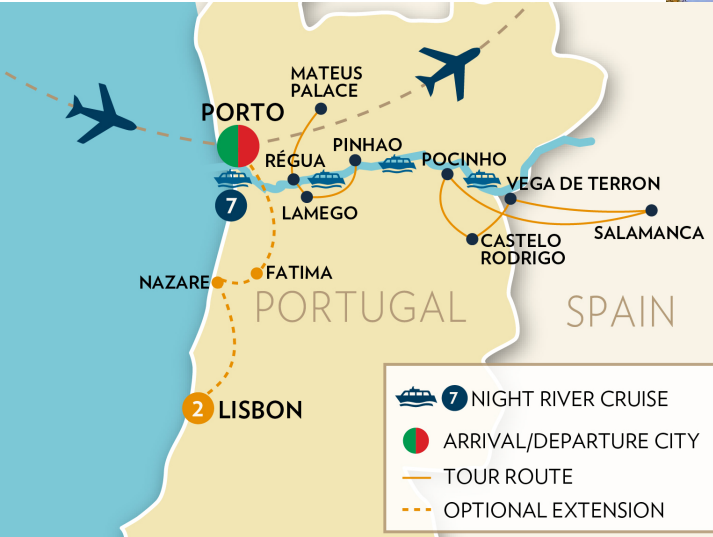 MATEUS
PALACE
PORTO
PINHAO
RÉGUA
POCINHO
VEGA DE TERRON
7
LAMEGO
SALAMANCA
CASTELO
RODRIGO
FATIMA
NAZARE
PORTUGAL
SPAIN
2 LISBON
7 NIGHT RIVER CRUISE
ARRIVAL/DEPARTURE CITY
TOUR ROUTE
OPTIONAL EXTENSION